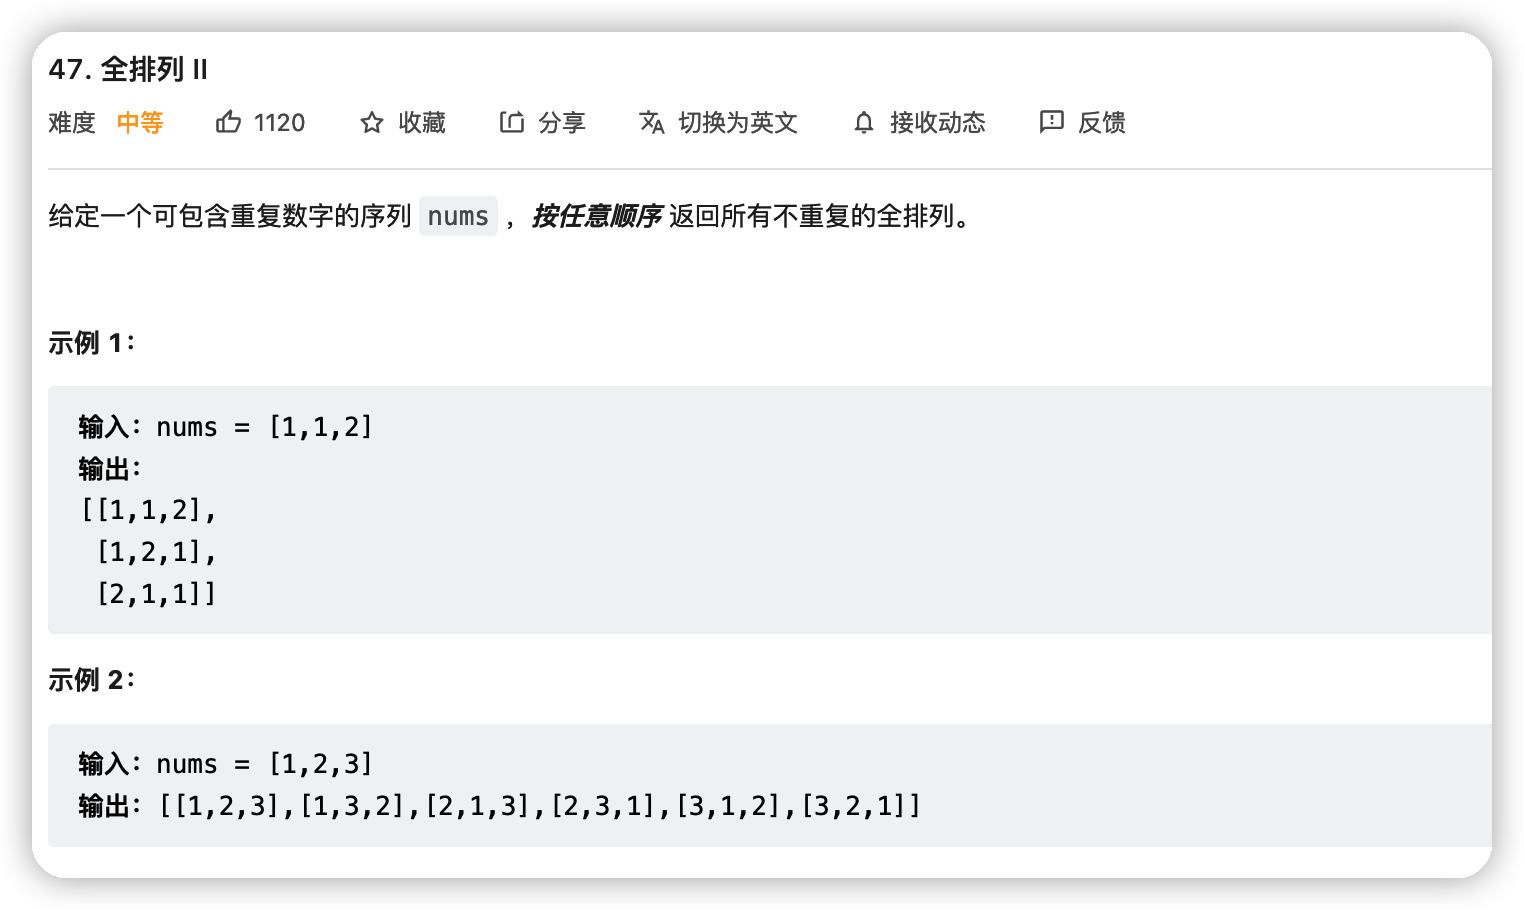 47. 全排列 II
难度 中等 1120 收藏 分享 切换为英文 接收动态 反馈
给定一个可包含重复数字的序列 nums ，按任意顺序 返回所有不重复的全排列。
示例 1：
输入：nums = [1,1,2]
输出：
[[1,1,2],
 [1,2,1],
 [2,1,1]]
示例 2：
输入：nums = [1,2,3]
输出：[[1,2,3],[1,3,2],[2,1,3],[2,3,1],[3,1,2],[3,2,1]]